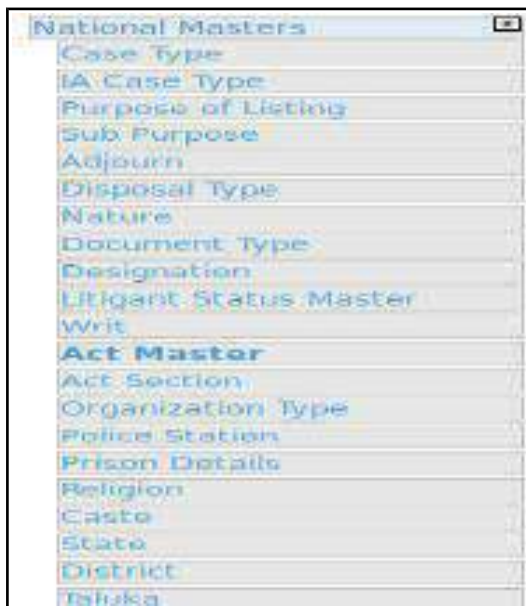 National Masters
Case Type
IA Case Type
Purpose of Listing
Sub Purpose
Adjourn
Disposal Type
Nature
Document Type
Designation
Litigant Status Master
Writ
Act Master
Act Section
Organization Type
Police Station
Prison Details
Religion
Caste
State
District
Taluka